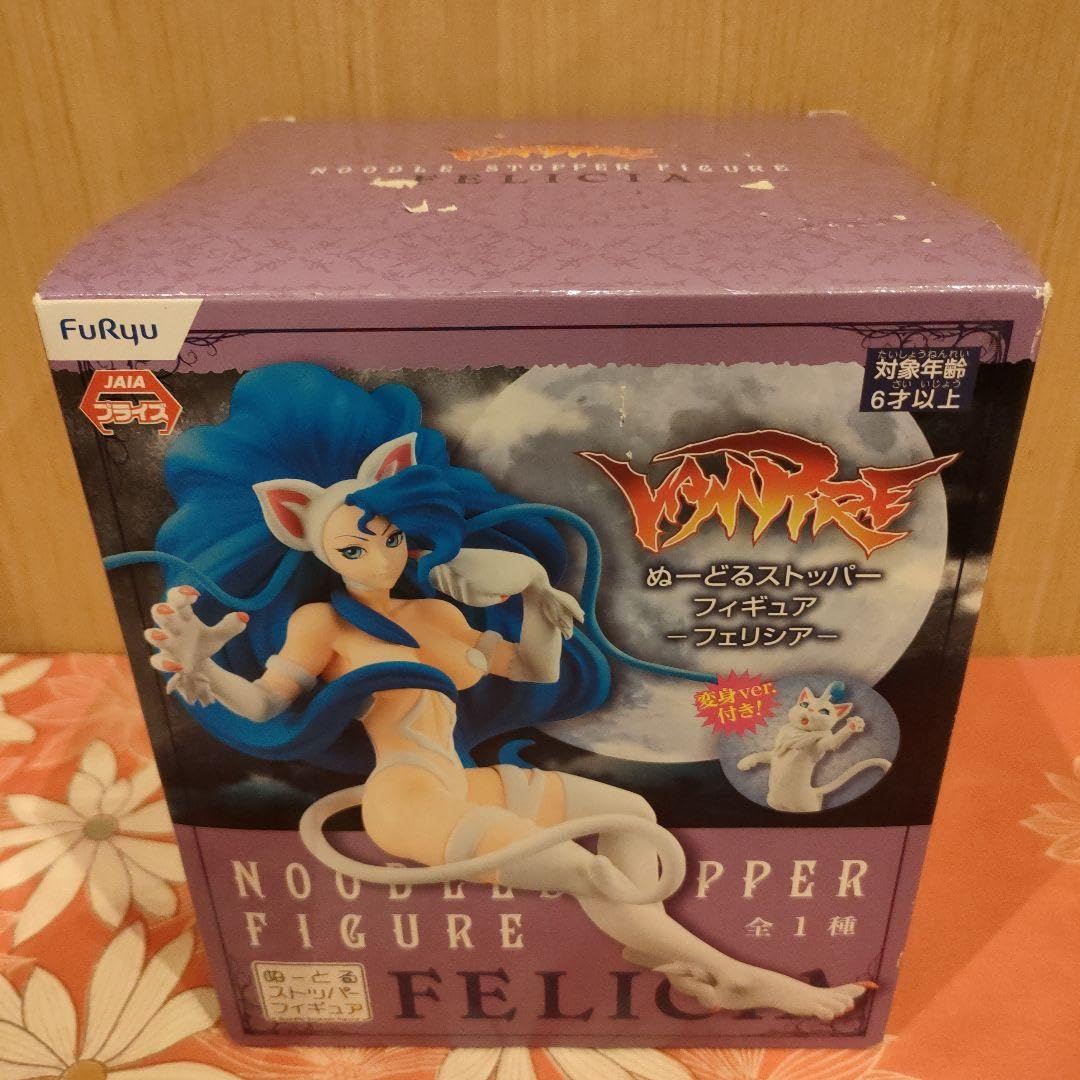 VAMPIRE
NOODLE STOPPER FIGURE
FELICIA
FuRyu
JAIA
プライズ
たいしょうねんれい
対象年齢
さい いじょう
6才以上
VAMPIRE
ぬーどるストッパー
フィギュア
−フェリシア−
変身ver.
付き!
NOODLE S PPER
FIGURE
全1種
ぬーどる
ストッパー
フィギュア
FELICIA